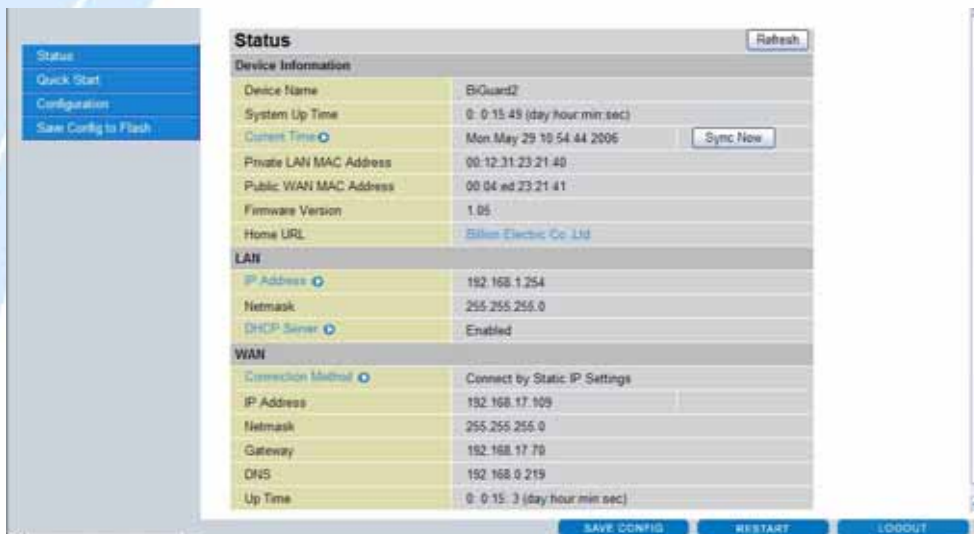 Status
Quick Start
Configuration
Save Config to Flash
Status Refresh
Device Information
Device Name BiGuard2
System Up Time 0: 0:15:49 (day:hour:min:sec)
Current Time Mon May 29 10:54:44 2006 Sync Now
Private LAN MAC Address 00:12:31:23:21:40
Public WAN MAC Address 00:04:ed:23:21:41
Firmware Version 1.05
Home URL Billion Electric Co. Ltd
LAN
IP Address 192.168.1.254
Netmask 255.255.255.0
DHCP Server Enabled
WAN
Connection Method Connect by Static IP Settings
IP Address 192.168.17.109
Netmask 255.255.255.0
Gateway 192.168.17.70
DNS 192.168.0.219
Up Time 0: 0:15: 3 (day:hour:min:sec)
SAVE CONFIG RESTART LOGOUT